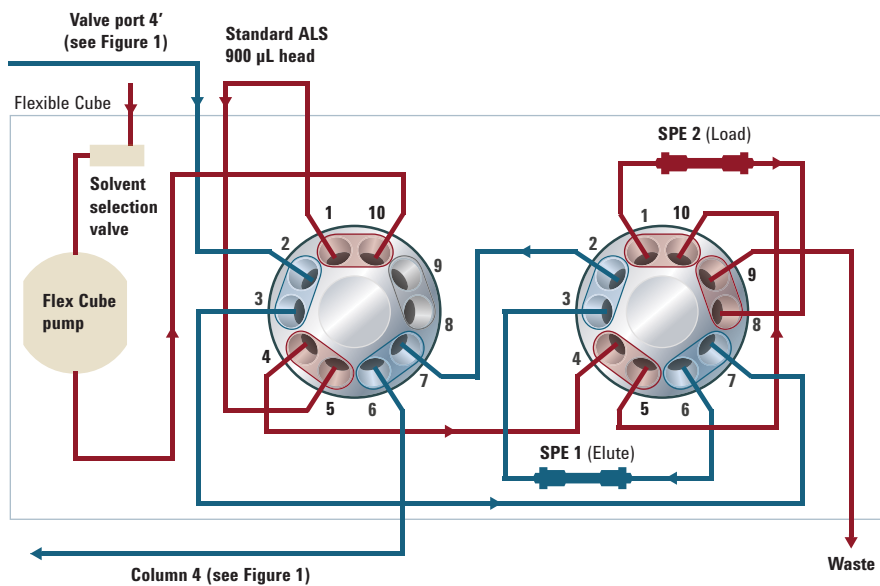 Valve port 4′
(see Figure 1)
Standard ALS
900 µL head
Flexible Cube
Solvent
selection
valve
Flex Cube
pump
SPE 2 (Load)
1
10
2
9
3
8
4
7
5
6
1
10
2
9
3
8
4
7
5
6
SPE 1 (Elute)
Column 4 (see Figure 1)
Waste